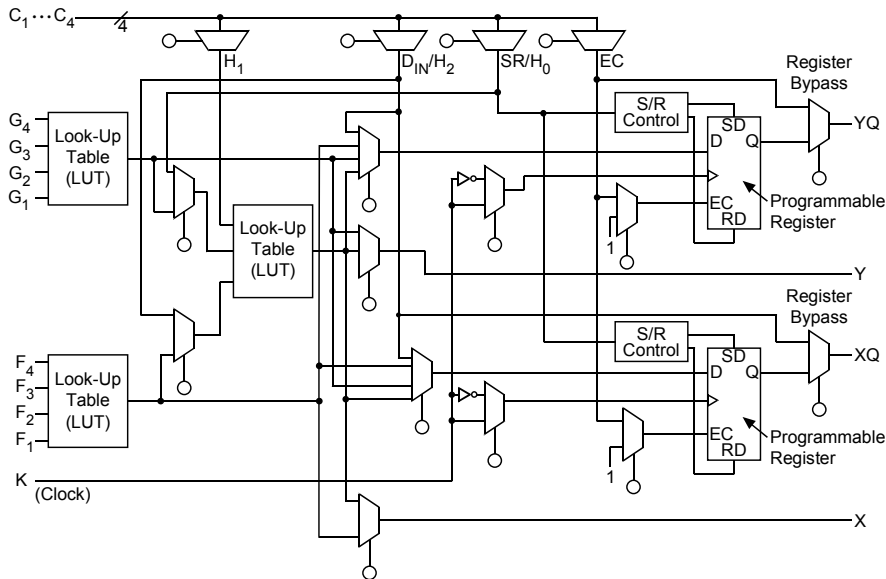 C1 ··· C4
4
H1
DIN/H2
SR/H0
EC
Register
Bypass
S/R
Control
SD
D
Q
YQ
G4
G3
G2
G1
Look-Up
Table
(LUT)
EC
RD
1
Programmable
Register
Look-Up
Table
(LUT)
Y
Register
Bypass
S/R
Control
SD
D
Q
XQ
F4
F3
F2
F1
Look-Up
Table
(LUT)
EC
RD
1
Programmable
Register
K
(Clock)
X